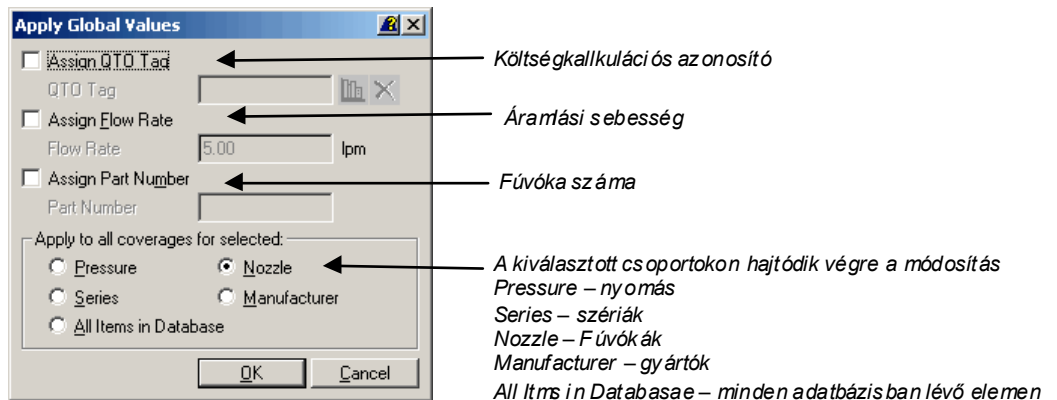 Apply Global Values
Assign QTO Tag
QTO Tag
Assign Flow Rate
Flow Rate 5.00 lpm
Assign Part Number
Part Number
Apply to all coverages for selected:
Pressure Nozzle
Series Manufacturer
All Items in Database
OK Cancel
Költségkallkulációs azonosító
Áramlási sebesség
Fúvóka száma
A kiválasztott csoportokon hajtódik végre a módosítás
Pressure – nyomás
Series – szériák
Nozzle – Fúvókák
Manufacturer – gyártók
All Itms in Databasae – minden adatbázisban lévő elemen